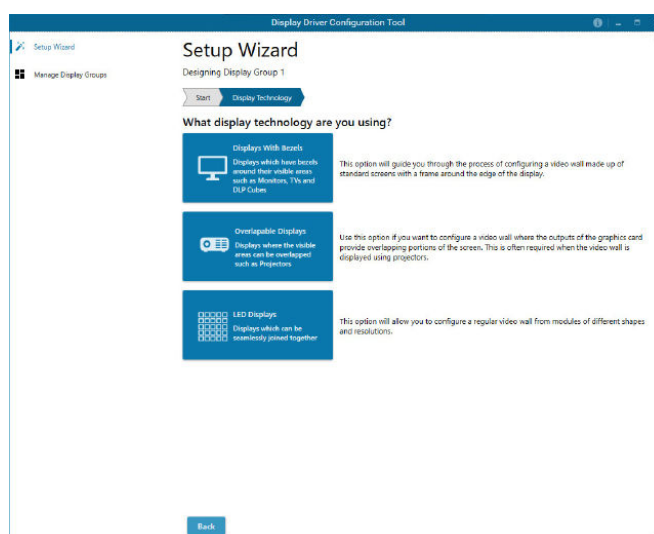 Display Driver Configuration Tool
Setup Wizard
Manage Display Groups
Setup Wizard
Designing Display Group 1
Start
Display Technology
What display technology are you using?
Displays With Bezels
Displays which have bezels
around their visible areas
such as Monitors, TVs and
DLP Cubes
This option will guide you through the process of configuring a video wall made up of
standard screens with a frame around the edge of the display.
Overlapable Displays
Displays where the visible
areas can be overlapped
such as Projectors
Use this option if you want to configure a video wall where the outputs of the graphics card
provide overlapping portions of the screen. This is often required when the video wall is
displayed using projectors.
LED Displays
Displays which can be
seamlessly joined together
This option will allow you to configure a regular video wall from modules of different shapes
and resolutions.
Back